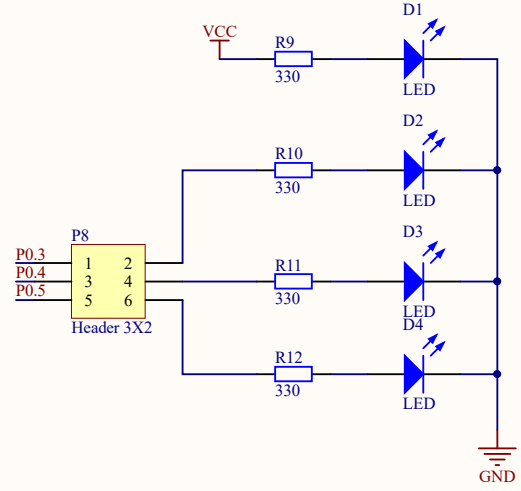 D1
VCC
R9
330
LED
D2
R10
330
LED
P8
D3
P0.3
1 2
R11
P0.4
3 4
330
P0.5
5 6
LED
Header 3X2
D4
R12
330
LED
GND